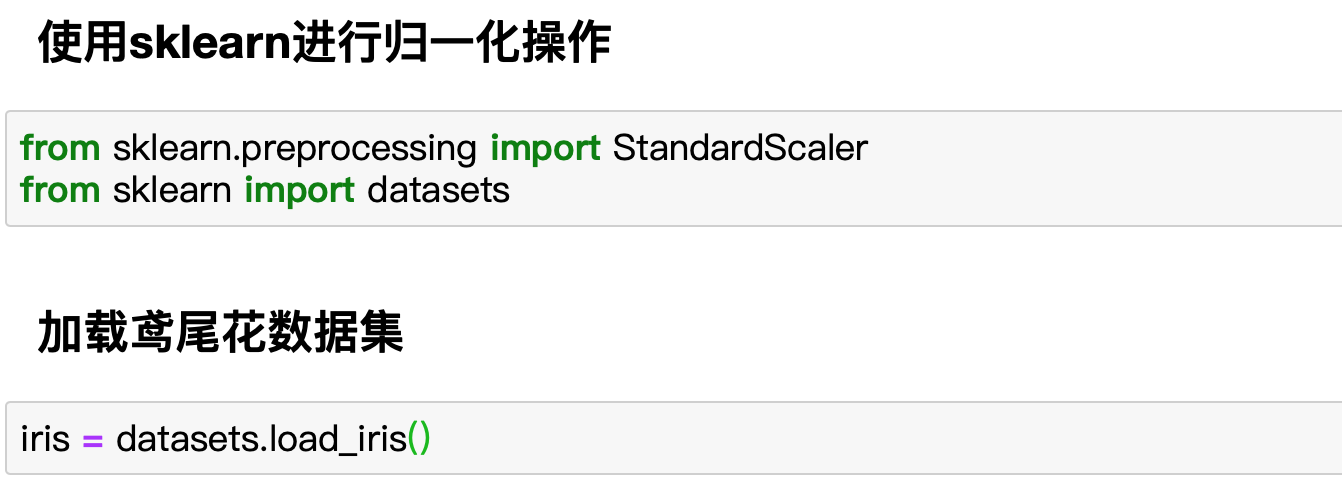 使用sklearn进行归一化操作
from sklearn.preprocessing import StandardScaler
from sklearn import datasets
加载鸢尾花数据集
iris = datasets.load_iris()